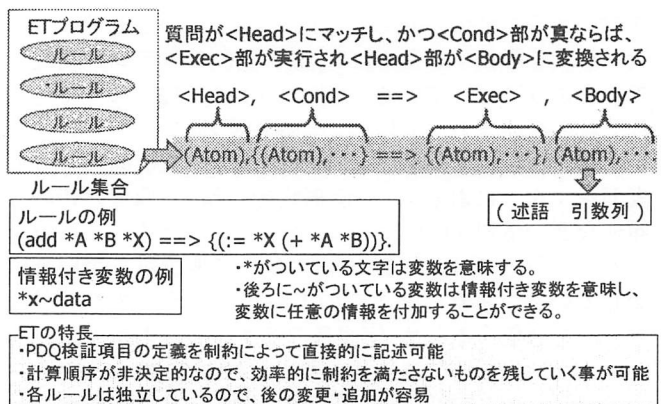 ETプログラム
ルール
ルール
ルール
ルール
ルール集合
質問が<Head>にマッチし、かつ<Cond>部が真ならば、
<Exec>部が実行され<Head>部が<Body>に変換される
<Head>, <Cond> ==> <Exec> , <Body>
(Atom),{(Atom),・・・} ==> {(Atom),・・・}, (Atom),・・・.
( 述語 引数列 )
ルールの例
(add *A *B *X) ==> {(:= *X (+ *A *B))}.
情報付き変数の例
*x~data
・*がついている文字は変数を意味する。
・後ろに~がついている変数は情報付き変数を意味し、
変数に任意の情報を付加することができる。
ETの特長
・PDQ検証項目の定義を制約によって直接的に記述可能
・計算順序が非決定的なので、効率的に制約を満たさないものを残していく事が可能
・各ルールは独立しているので、後の変更・追加が容易